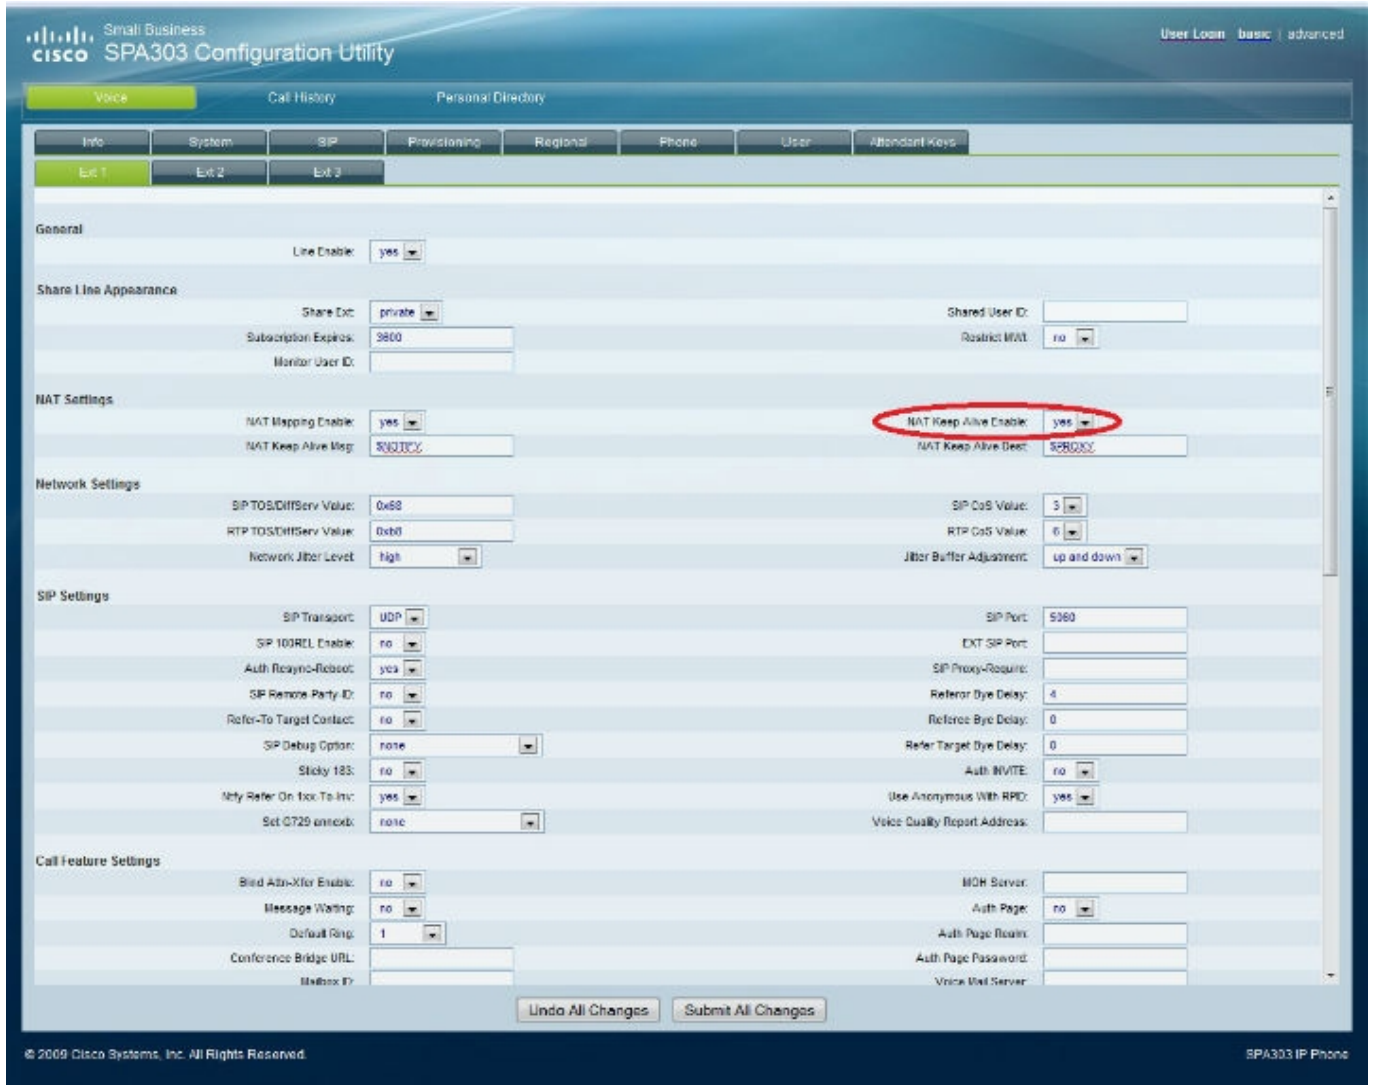 Small Business
CISCO SPA303 Configuration Utility
User Login basic | advanced
Voice Call History Personal Directory
Info System SIP Provisioning Regional Phone User Attendant Keys
Ext 1 Ext 2 Ext 3
General
Line Enable: yes
Share Line Appearance
Share Ext: private Shared User ID:
Subscription Expires: 3600 Restrict MWI: no
Monitor User ID:
NAT Settings
NAT Mapping Enable: yes NAT Keep Alive Enable: yes
NAT Keep Alive Msg: $NOTIFY NAT Keep Alive Dest: $PROXY
Network Settings
SIP TOS/DiffServ Value: 0x68 SIP CoS Value: 3
RTP TOS/DiffServ Value: 0xb8 RTP CoS Value: 6
Network Jitter Level: high Jitter Buffer Adjustment: up and down
SIP Settings
SIP Transport: UDP SIP Port: 5060
SIP 100REL Enable: no EXT SIP Port:
Auth Resync-Reboot: yes SIP Proxy-Require:
SIP Remote-Party-ID: no Referor Bye Delay: 4
Refer-To Target Contact: no Referee Bye Delay: 0
SIP Debug Option: none Refer Target Bye Delay: 0
Sticky 183: no Auth INVITE: no
Ntfy Refer On 1xx-To-Inv: yes Use Anonymous With RPID: yes
Set G729 annexb: none Voice Quality Report Address:
Call Feature Settings
Blind Attn-Xfer Enable: no MOH Server:
Message Waiting: no Auth Page: no
Default Ring: 1 Auth Page Realm:
Conference Bridge URL: Auth Page Password:
Mailbox ID: Voice Mail Server:
Undo All Changes Submit All Changes
© 2009 Cisco Systems, Inc. All Rights Reserved. SPA303 IP Phone